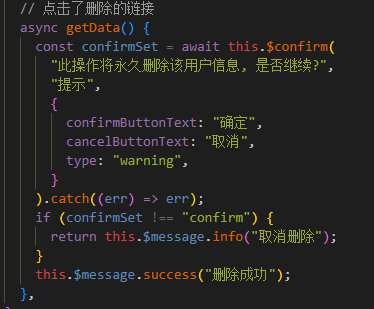 // 点击了删除的链接
async getData() {
const confirmSet = await this.$confirm(
"此操作将永久删除该用户信息, 是否继续?",
"提示",
{
confirmButtonText: "确定",
cancelButtonText: "取消",
type: "warning",
}
).catch((err) => err);
if (confirmSet !== "confirm") {
return this.$message.info("取消删除");
}
this.$message.success("删除成功");
},